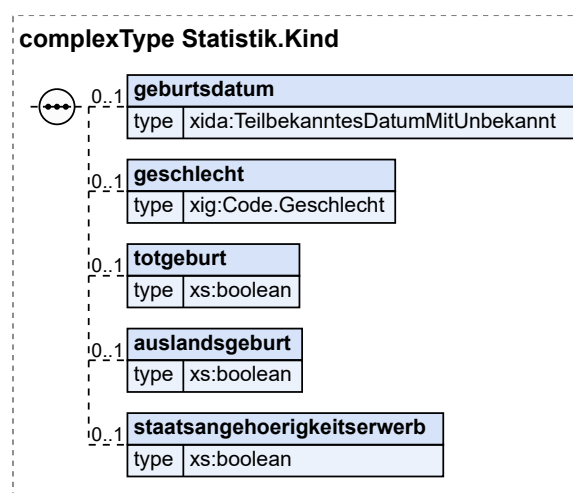 complexType Statistik.Kind
0..1 geburtsdatum
type xida:TeilbekanntesDatumMitUnbekannt
0..1 geschlecht
type xig:Code.Geschlecht
0..1 totgeburt
type xs:boolean
0..1 auslandsgeburt
type xs:boolean
0..1 staatsangehoerigkeitserwerb
type xs:boolean